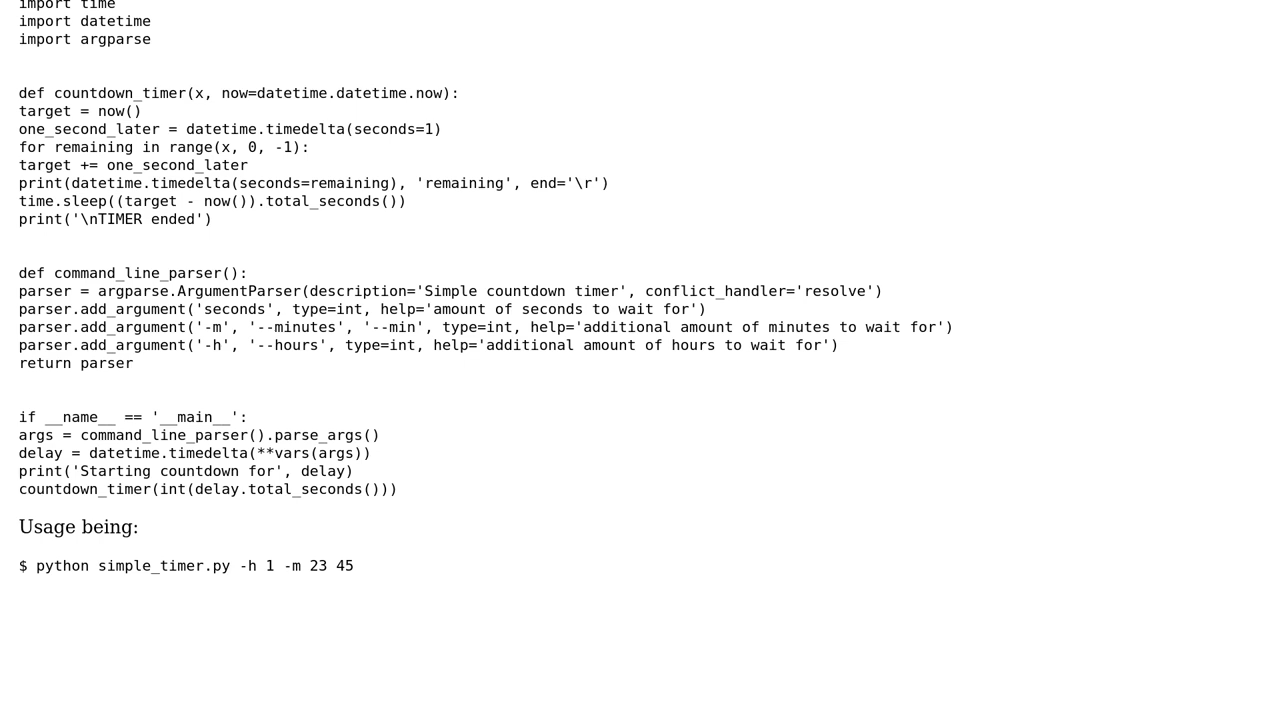 import time
import datetime
import argparse
def countdown_timer(x, now=datetime.datetime.now):
target = now()
one_second_later = datetime.timedelta(seconds=1)
for remaining in range(x, 0, -1):
target += one_second_later
print(datetime.timedelta(seconds=remaining), 'remaining', end='\r')
time.sleep((target - now()).total_seconds())
print('\nTIMER ended')
def command_line_parser():
parser = argparse.ArgumentParser(description='Simple countdown timer', conflict_handler='resolve')
parser.add_argument('seconds', type=int, help='amount of seconds to wait for')
parser.add_argument('-m', '--minutes', '--min', type=int, help='additional amount of minutes to wait for')
parser.add_argument('-h', '--hours', type=int, help='additional amount of hours to wait for')
return parser
if __name__ == '__main__':
args = command_line_parser().parse_args()
delay = datetime.timedelta(**vars(args))
print('Starting countdown for', delay)
countdown_timer(int(delay.total_seconds()))
Usage being:
$ python simple_timer.py -h 1 -m 23 45